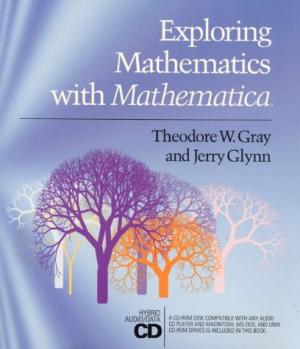 Exploring
Mathematics
with Mathematica®
Theodore W. Gray
and Jerry Glynn
HYBRID
AUDIO/DATA
CD
A CD-ROM DISK COMPATIBLE WITH ANY AUDIO
CD PLAYER AND MACINTOSH, MS-DOS, AND UNIX
CD-ROM DRIVES IS INCLUDED IN THIS BOOK.